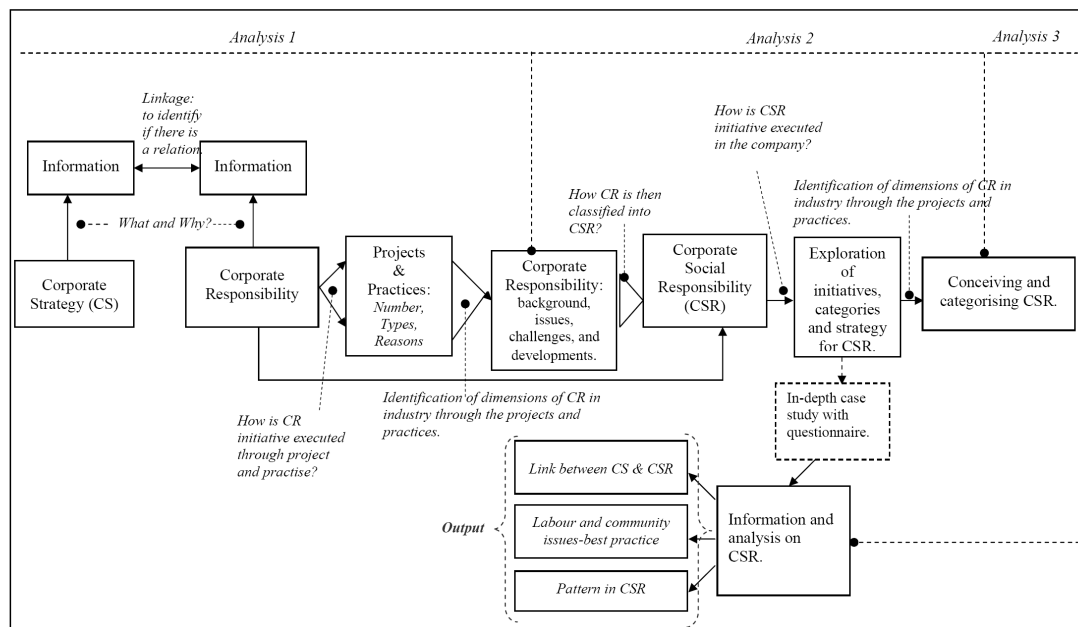 Analysis 1
Analysis 2
Analysis 3
Linkage:
to identify
if there is
a relation.
Information
Information
What and Why?
Corporate
Strategy (CS)
Corporate
Responsibility
Projects
&
Practices:
Number,
Types,
Reasons
Corporate
Responsibility:
background,
issues,
challenges, and
developments.
How CR is then
classified into
CSR?
Corporate
Social
Responsibility
(CSR)
How is CSR
initiative executed
in the company?
Identification of dimensions of CR in
industry through the projects and
practices.
Exploration of
initiatives,
categories
and strategy
for CSR.
Conceiving and
categorising CSR.
How is CR
initiative executed
through project
and practise?
Identification of dimensions of CR in
industry through the projects and
practices.
In-depth case
study with
questionnaire.
Output
Link between CS & CSR
Labour and community
issues-best practice
Pattern in CSR
Information and
analysis on
CSR.